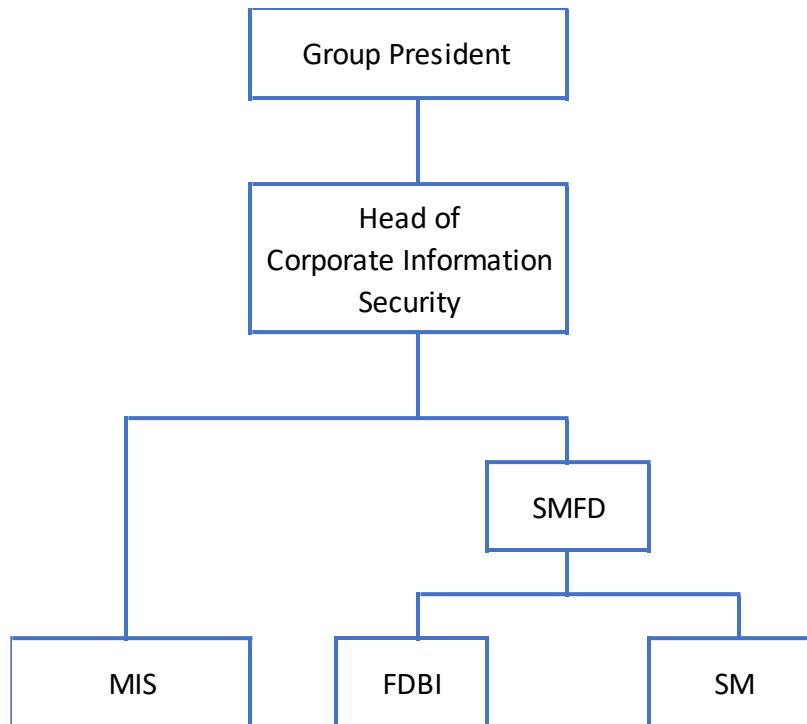 Group President
Head of
Corporate Information
Security
SMFD
MIS
FDBI
SM